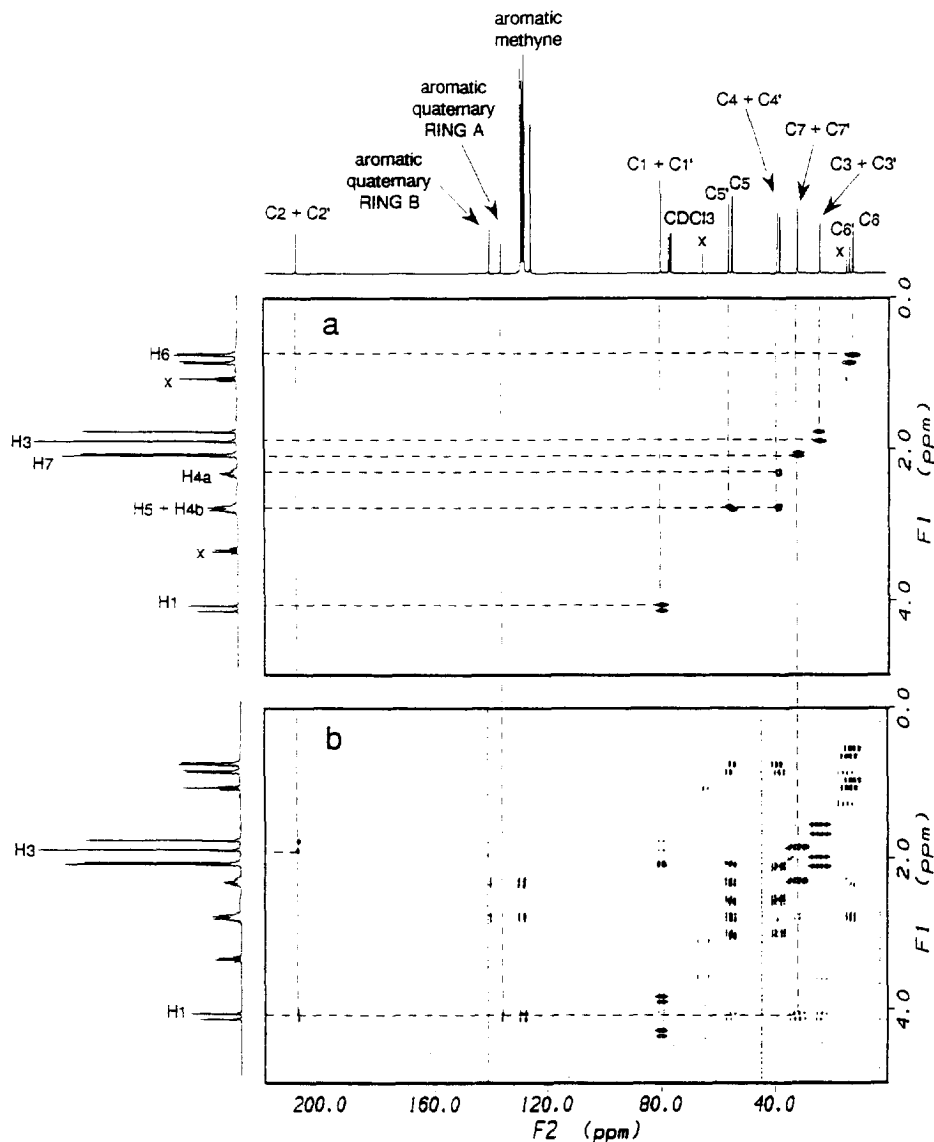 aromatic
methyne
aromatic
quaternary
RING A
aromatic
quaternary
RING B
C2 + C2'
C1 + C1'
CDCl3
x
C5'
C5
C4 + C4'
C7 + C7'
C3 + C3'
C6'
x
C6
a
H6
x
H3
H7
H4a
H5 + H4b
x
H1
0.0
2.0
4.0
F1 (ppm)
b
H3
H1
0.0
2.0
4.0
F1 (ppm)
200.0 160.0 120.0 80.0 40.0
F2 (ppm)